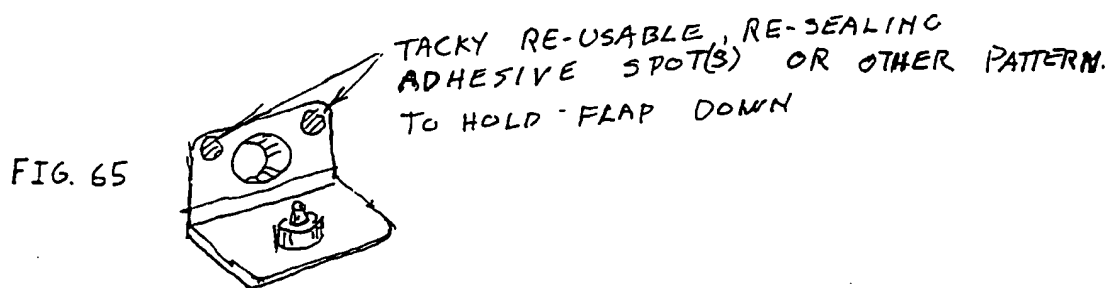 TACKY RE-USABLE, RE-SEALING
ADHESIVE SPOT(S) OR OTHER PATTERN.
TO HOLD-FLAP DOWN
FIG. 65